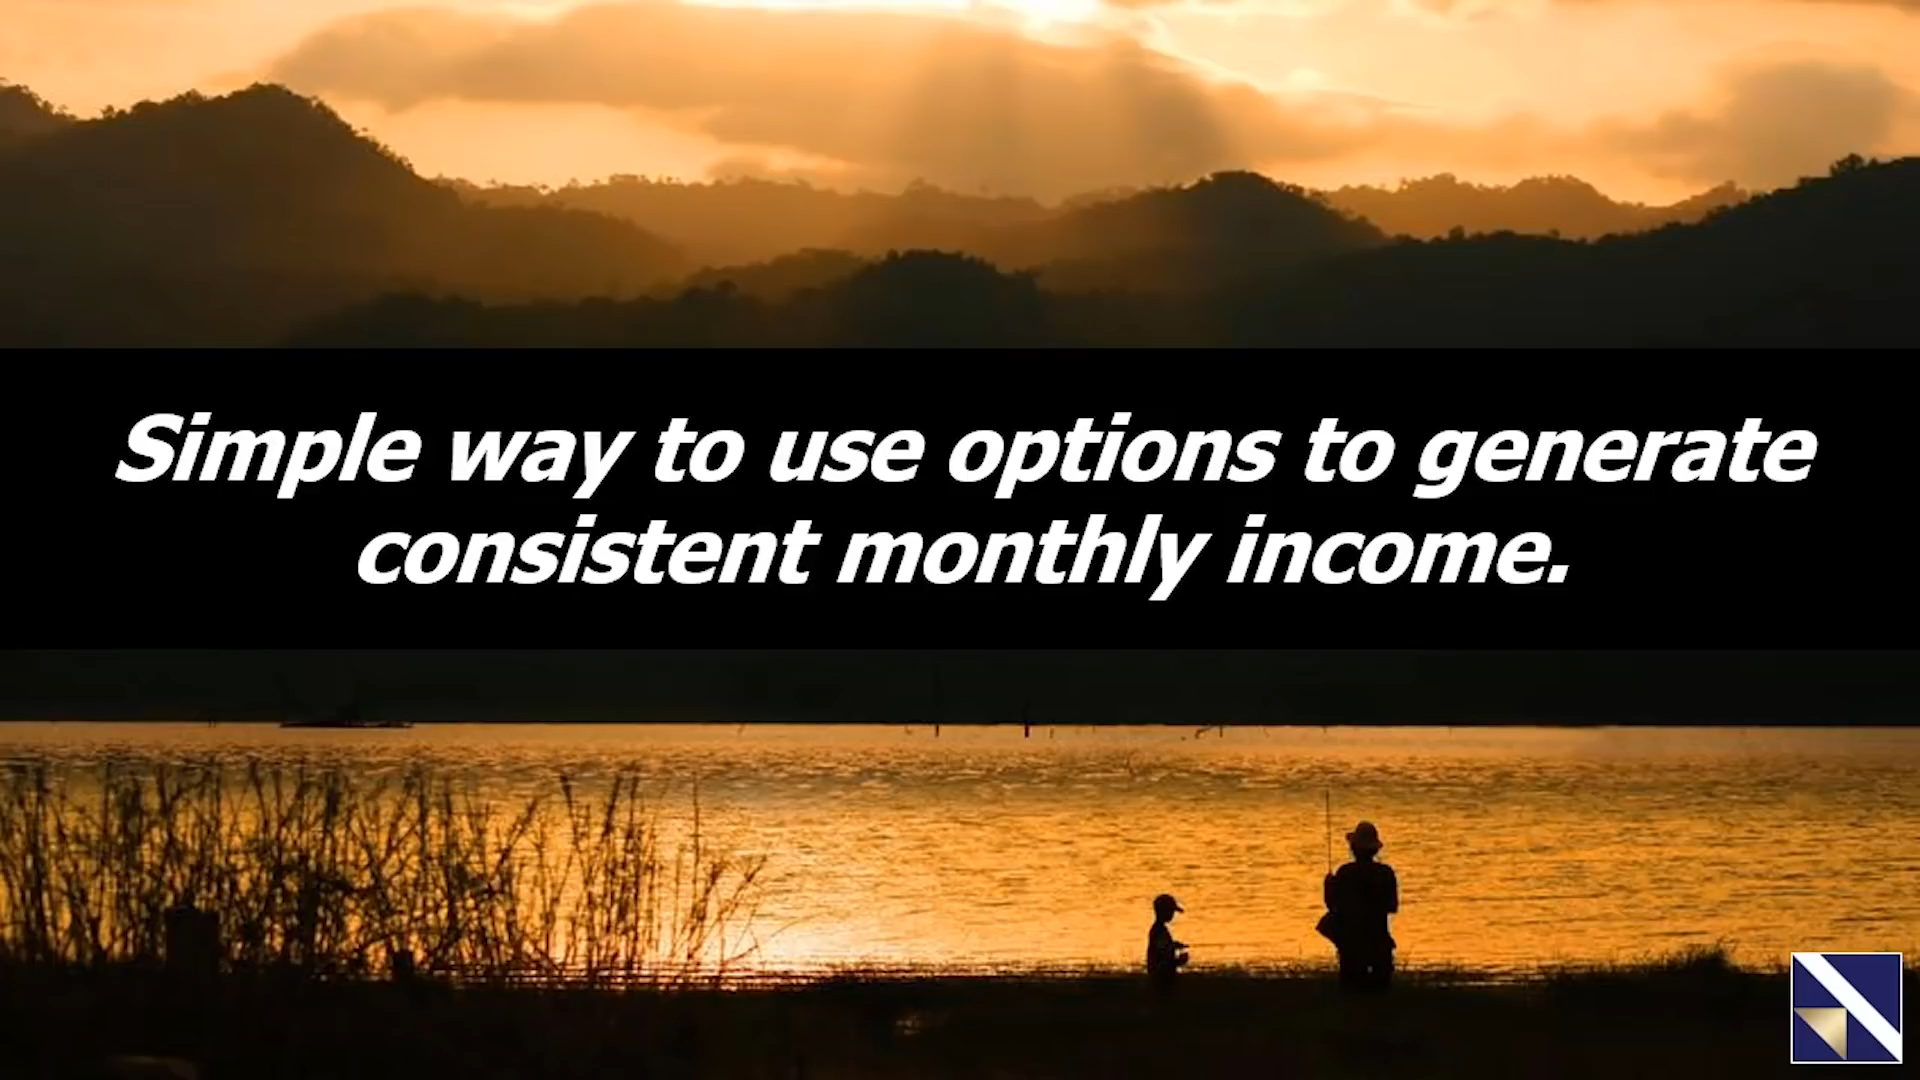 Simple way to use options to generate
consistent monthly income.